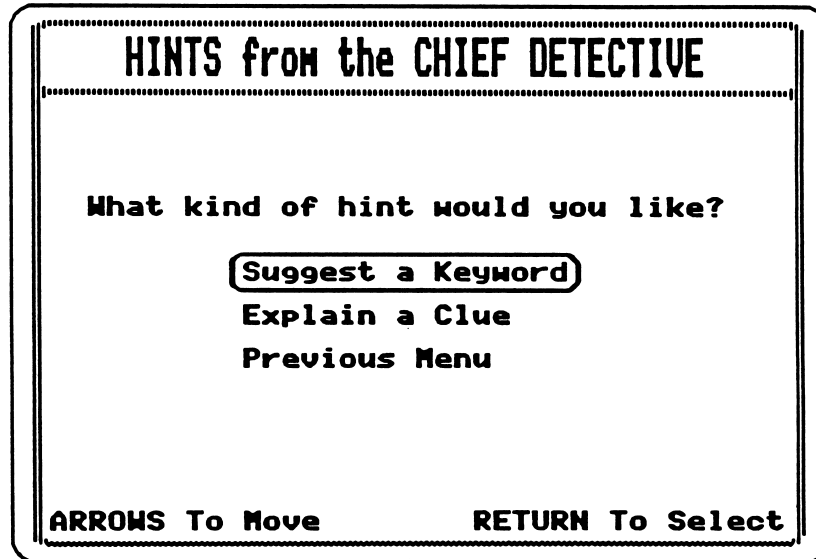 HINTS from the CHIEF DETECTIVE
What kind of hint would you like?
Suggest a Keyword
Explain a Clue
Previous Menu
ARROWS To Move RETURN To Select